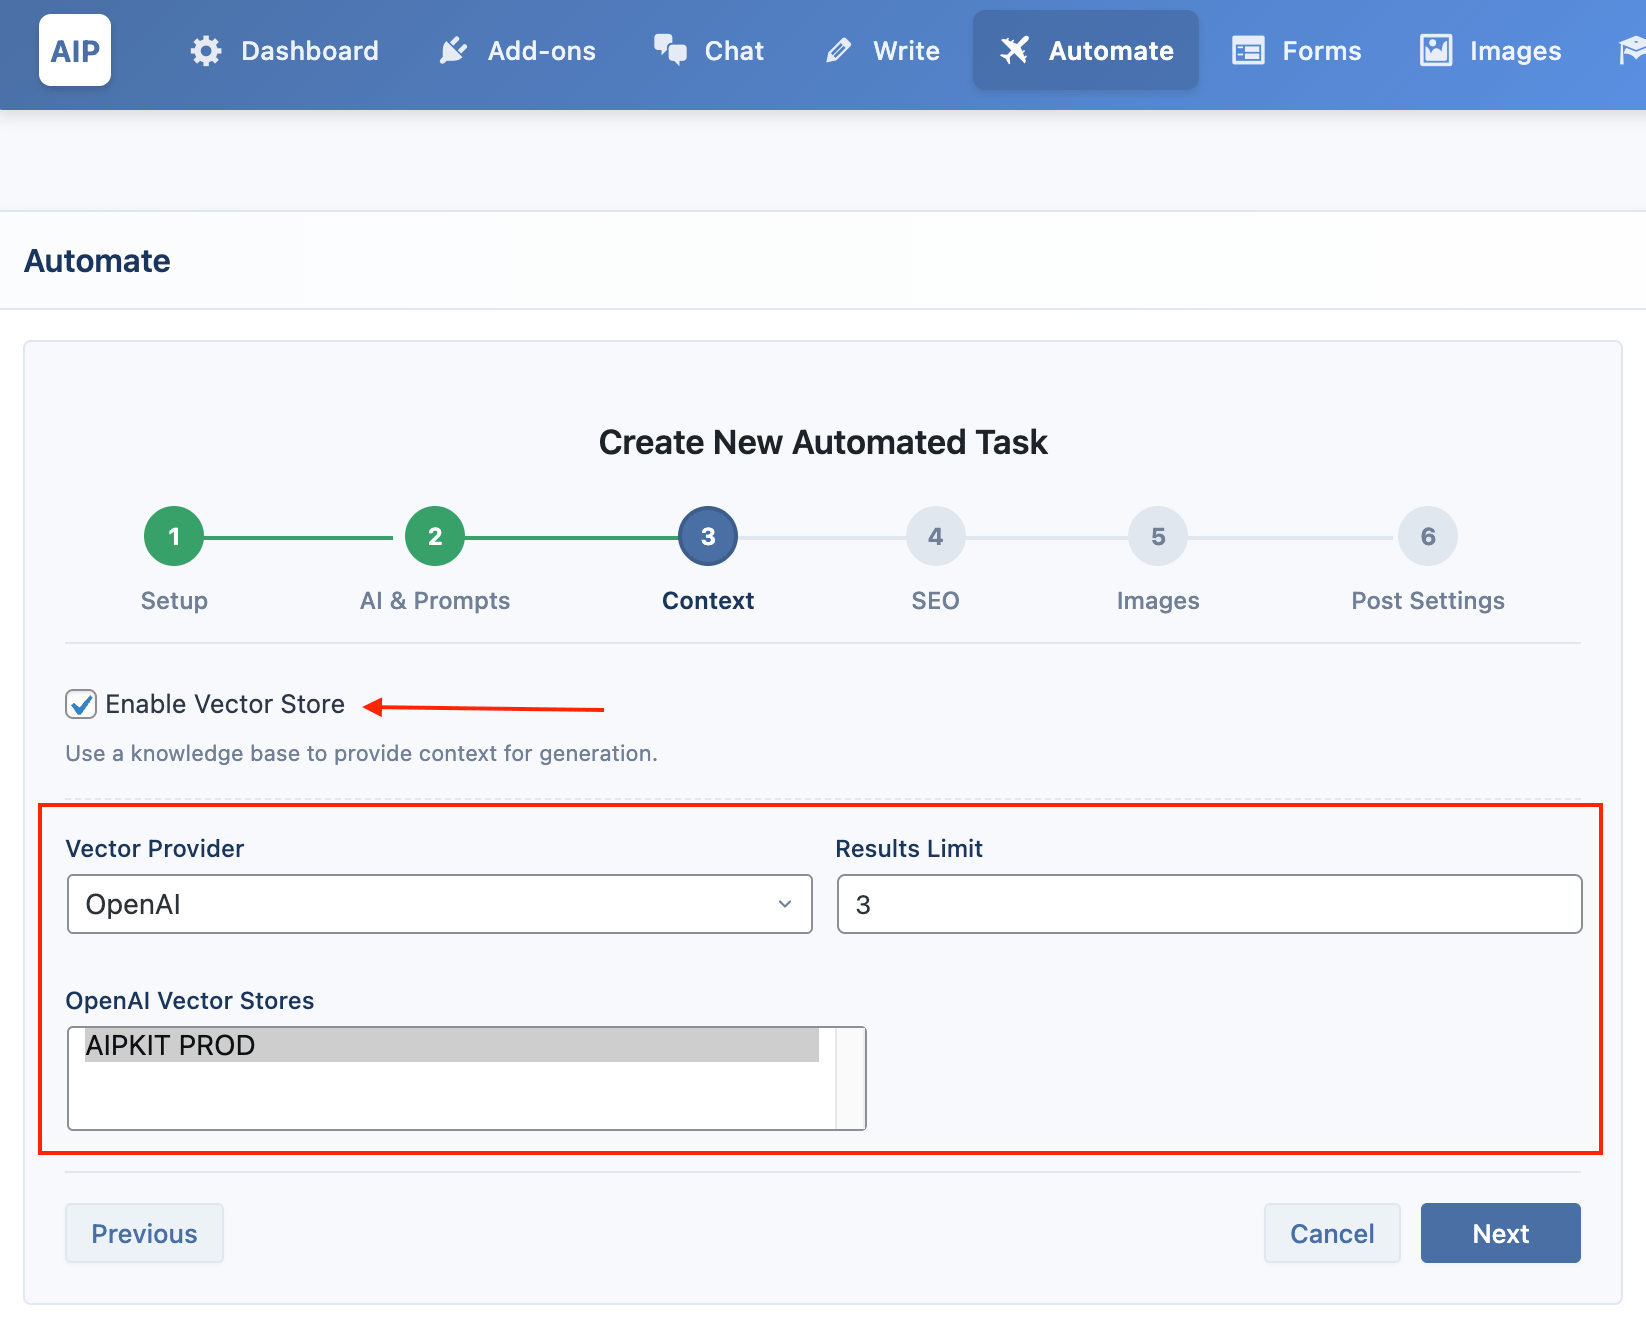 AIP
Dashboard
Add-ons
Chat
Write
Automate
Forms
Images
Automate
Create New Automated Task
1
2
3
4
5
6
Setup
AI & Prompts
Context
SEO
Images
Post Settings
Enable Vector Store
Use a knowledge base to provide context for generation.
Vector Provider
Results Limit
OpenAI
3
OpenAI Vector Stores
AIPKIT PROD
Previous
Cancel
Next